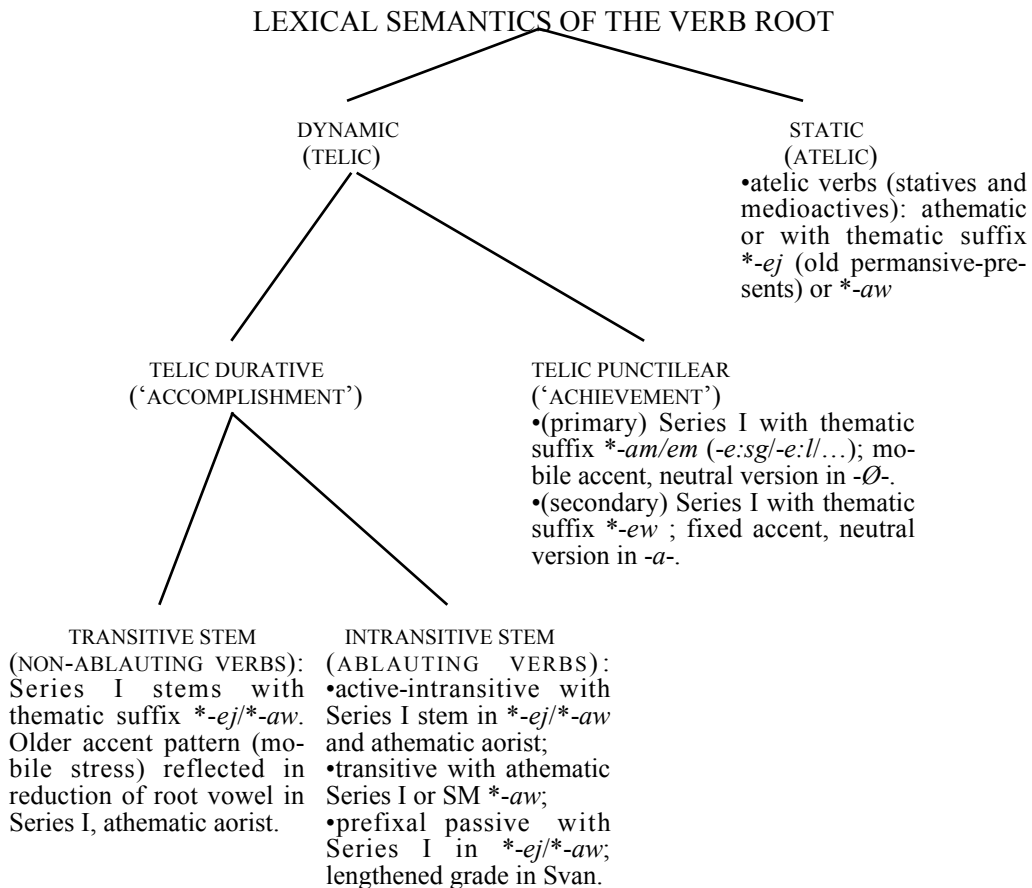 LEXICAL SEMANTICS OF THE VERB ROOT
DYNAMIC
(TELIC)
STATIC
(ATELIC)
•atelic verbs (statives and
medioactives): athematic
or with thematic suffix
*-ej (old permansive-pre-
sents) or *-aw
TELIC DURATIVE
(‘ACCOMPLISHMENT’)
TELIC PUNCTILEAR
(‘ACHIEVEMENT’)
•(primary) Series I with thematic
suffix *-am/em (-e:sg/-e:l/…); mo-
bile accent, neutral version in -Ø-.
•(secondary) Series I with thematic
suffix *-ew ; fixed accent, neutral
version in -a-.
TRANSITIVE STEM
(NON-ABLAUTING VERBS):
Series I stems with
thematic suffix *-ej/*-aw.
Older accent pattern (mo-
bile stress) reflected in
reduction of root vowel in
Series I, athematic aorist.
INTRANSITIVE STEM
(ABLAUTING VERBS):
•active-intransitive with
Series I stem in *-ej/*-aw
and athematic aorist;
•transitive with athematic
Series I or SM *-aw;
•prefixal passive with
Series I in *-ej/*-aw;
lengthened grade in Svan.